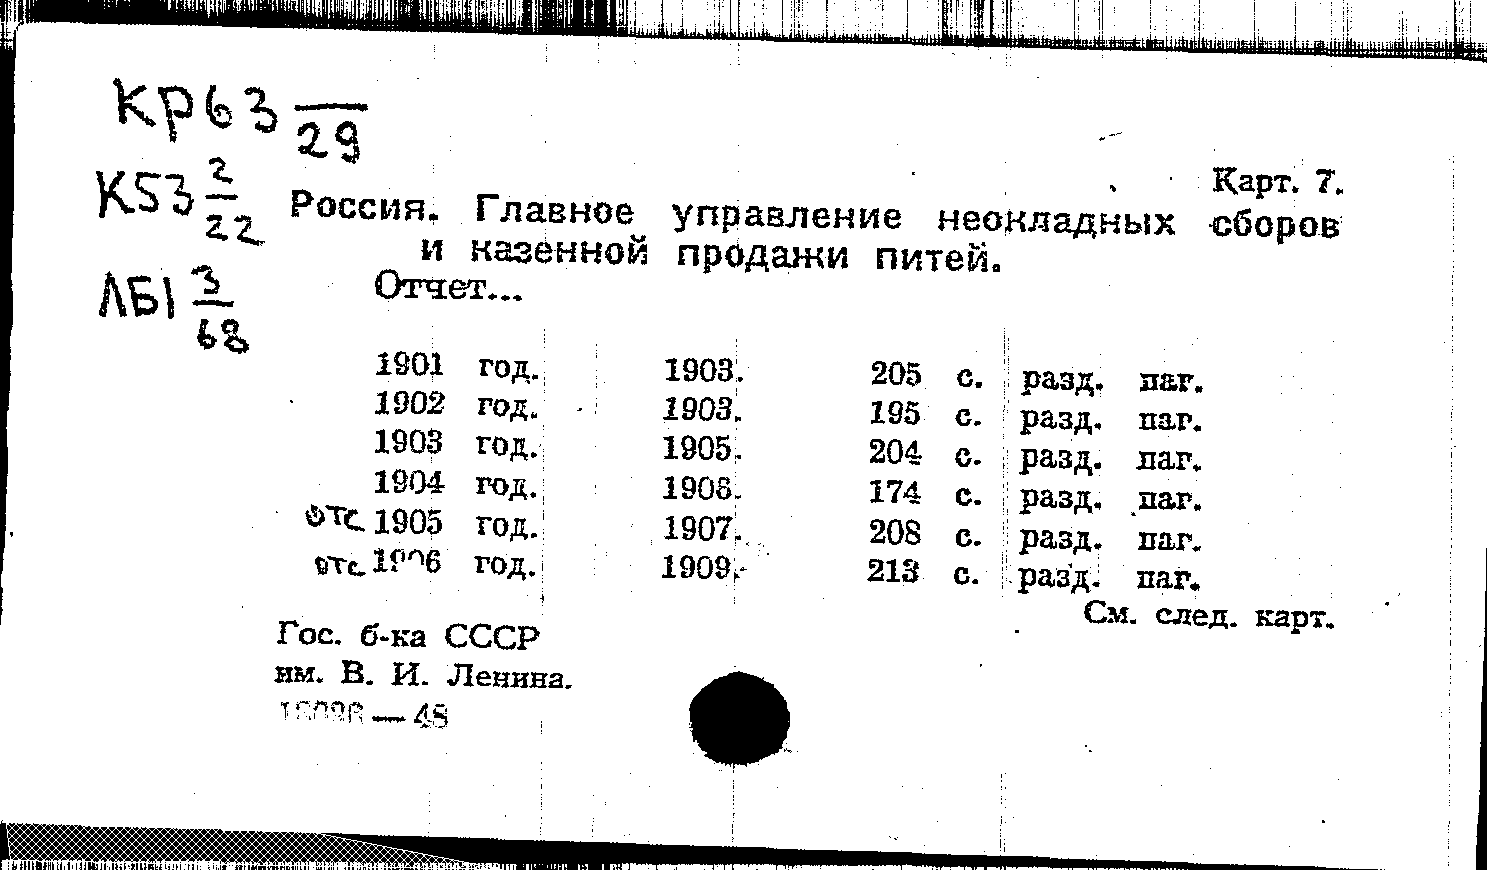 КР63 —/29
К53 2/22
ЛБ1 3/68
Карт. 7.
Россия. Главное управление неокладных сборов
и казенной продажи питей.
Отчет...
1901 год. 1903. 205 с. разд. паг.
1902 год. 1903. 195 с. разд. паг.
1903 год. 1905. 204 с. разд. паг.
1904 год. 1906. 174 с. разд. паг.
отс 1905 год. 1907. 208 с. разд. паг.
отс 1906 год. 1909. 213 с. разд. паг.
См. след. карт.
Гос. б-ка СССР
им. В. И. Ленина.
— 48